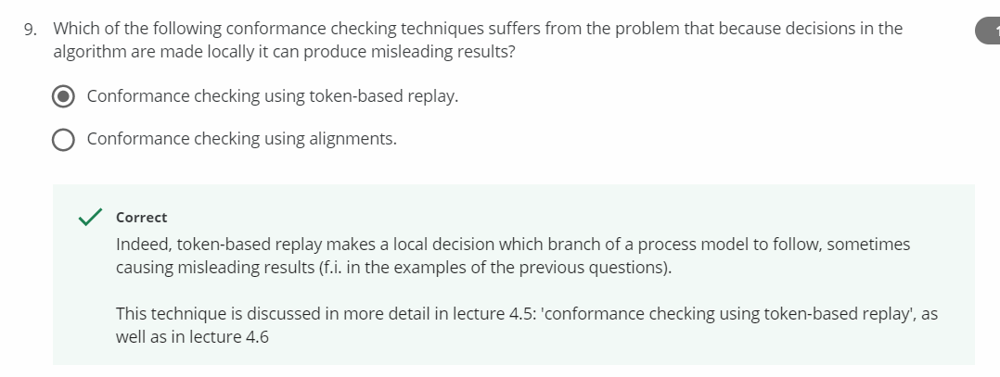 9. Which of the following conformance checking techniques suffers from the problem that because decisions in the
algorithm are made locally it can produce misleading results?
Conformance checking using token-based replay.
Conformance checking using alignments.
Correct
Indeed, token-based replay makes a local decision which branch of a process model to follow, sometimes
causing misleading results (f.i. in the examples of the previous questions).
This technique is discussed in more detail in lecture 4.5: 'conformance checking using token-based replay', as
well as in lecture 4.6